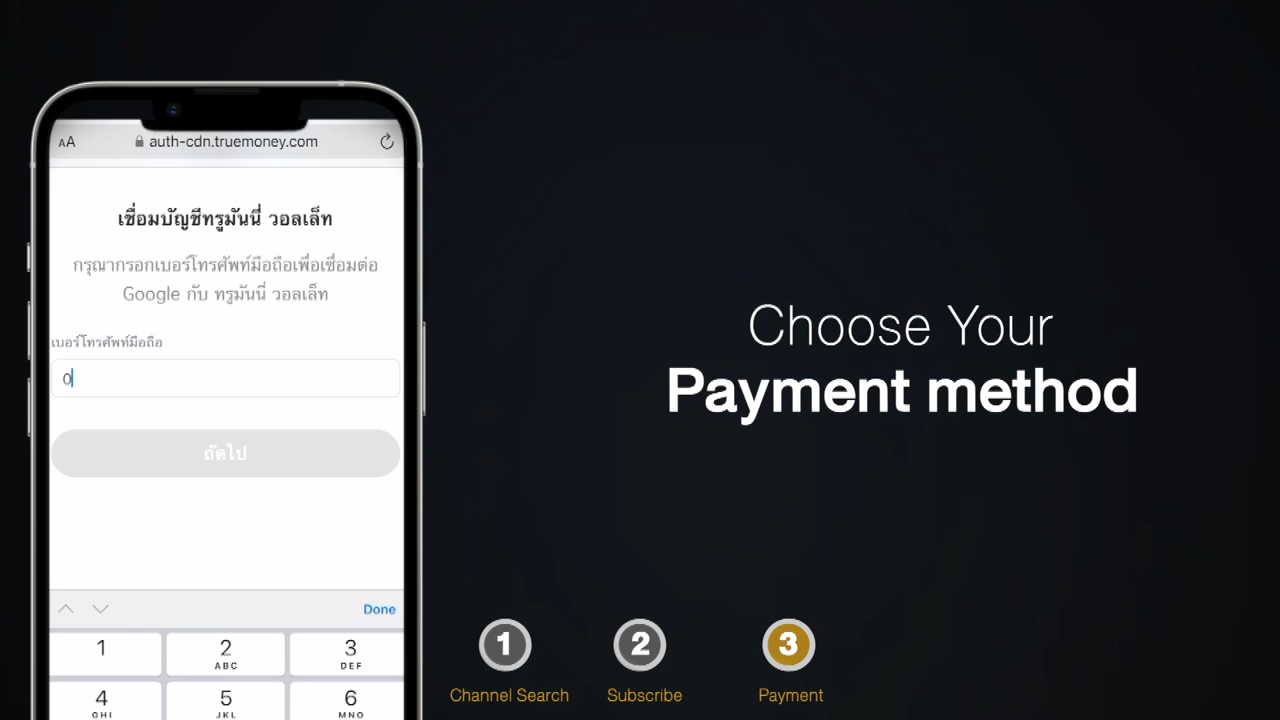 AA auth-cdn.truemoney.com
เชื่อมบัญชีทรูมันนี่ วอลเล็ท
กรุณากรอกเบอร์โทรศัพท์มือถือเพื่อเชื่อมต่อ
Google กับ ทรูมันนี่ วอลเล็ท
เบอร์โทรศัพท์มือถือ
0
ถัดไป
Done
1
2
ABC
3
DEF
4
GHI
5
JKL
6
MNO
Choose Your
Payment method
1
2
3
Channel Search
Subscribe
Payment